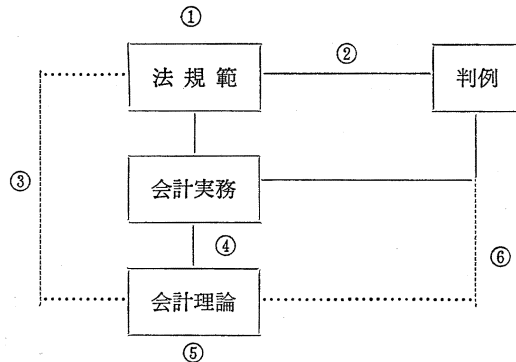 ①
法規範
②
判例
③
会計実務
④
⑥
会計理論
⑤